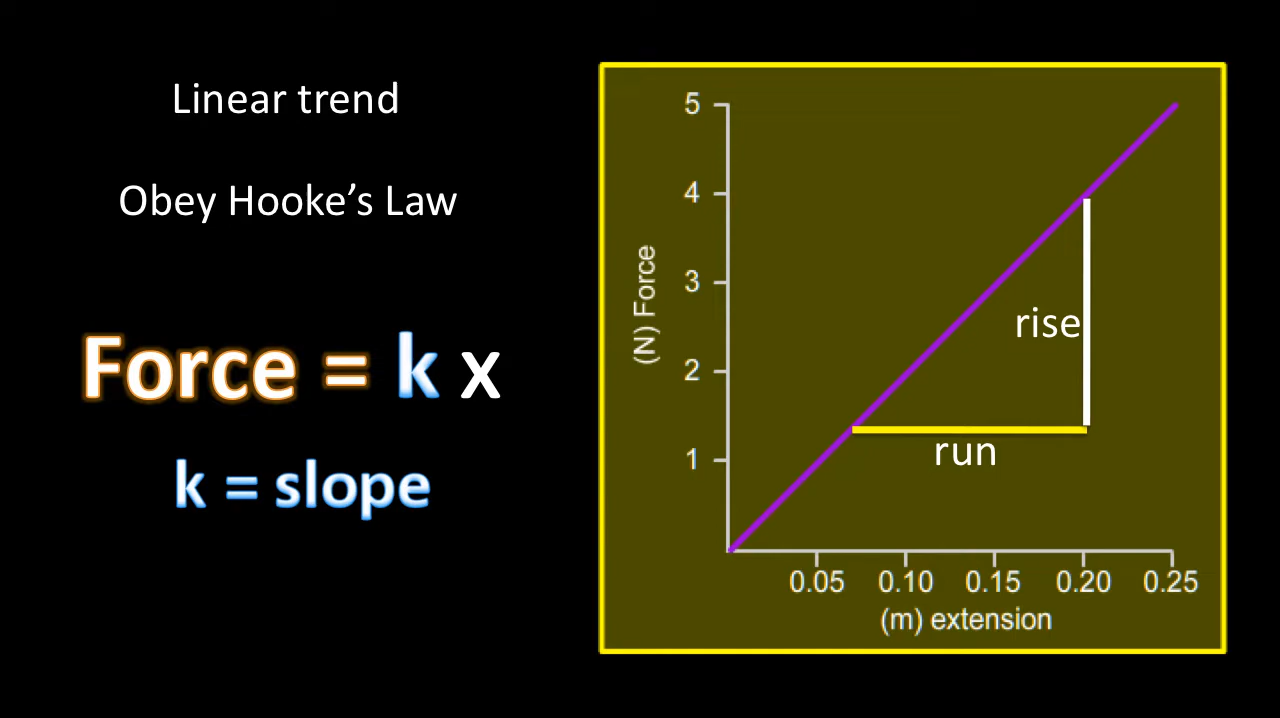 Linear trend
Obey Hooke’s Law
Force = k x
k = slope
5
4
3
2
1
(N) Force
rise
run
0.05 0.10 0.15 0.20 0.25
(m) extension